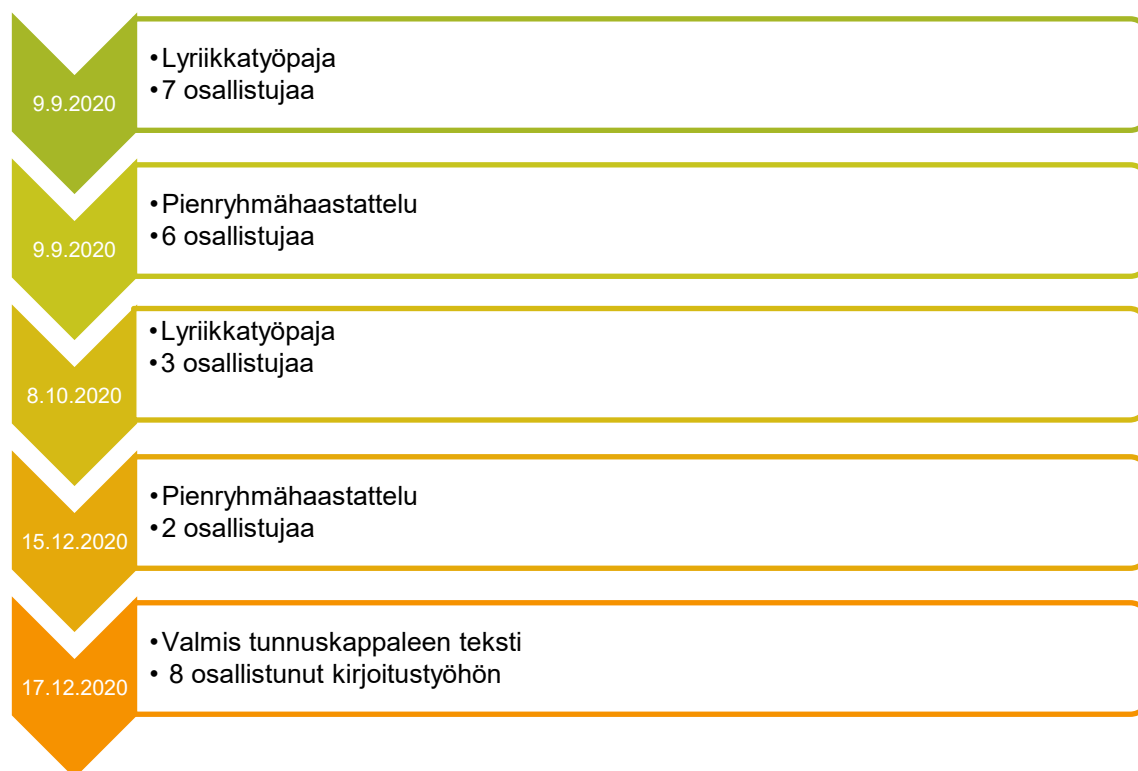 9.9.2020
•Lyriikkatyöpaja
•7 osallistujaa
9.9.2020
•Pienryhmähaastattelu
•6 osallistujaa
8.10.2020
•Lyriikkatyöpaja
•3 osallistujaa
15.12.2020
•Pienryhmähaastattelu
•2 osallistujaa
17.12.2020
•Valmis tunnuskappaleen teksti
• 8 osallistunut kirjoitustyöhön